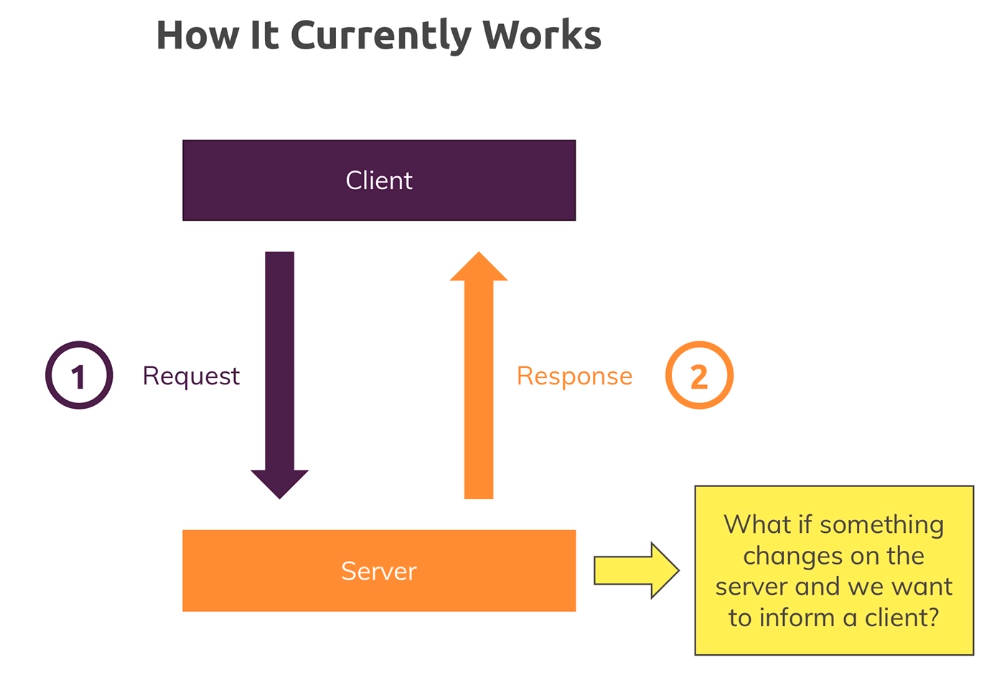 How It Currently Works
Client
1
Request
Response
2
Server
What if something
changes on the
server and we want
to inform a client?